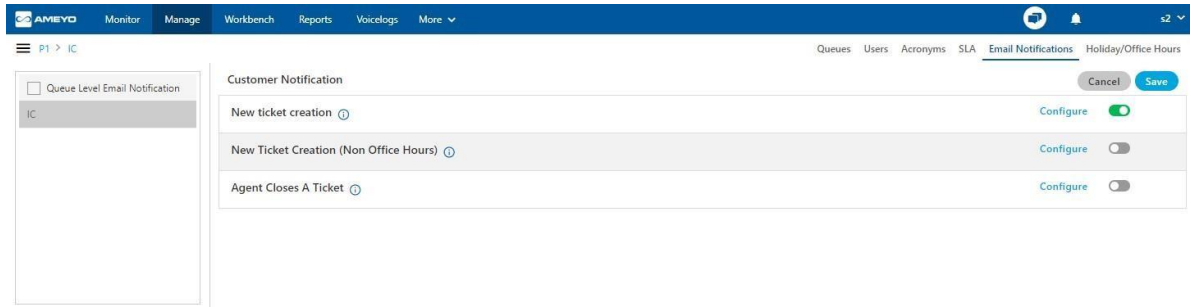 AMEYO Monitor Manage Workbench Reports Voicelogs More s2
P1 > IC Queues Users Acronyms SLA Email Notifications Holiday/Office Hours
Queue Level Email Notification
IC
Customer Notification Cancel Save
New ticket creation Configure
New Ticket Creation (Non Office Hours) Configure
Agent Closes A Ticket Configure